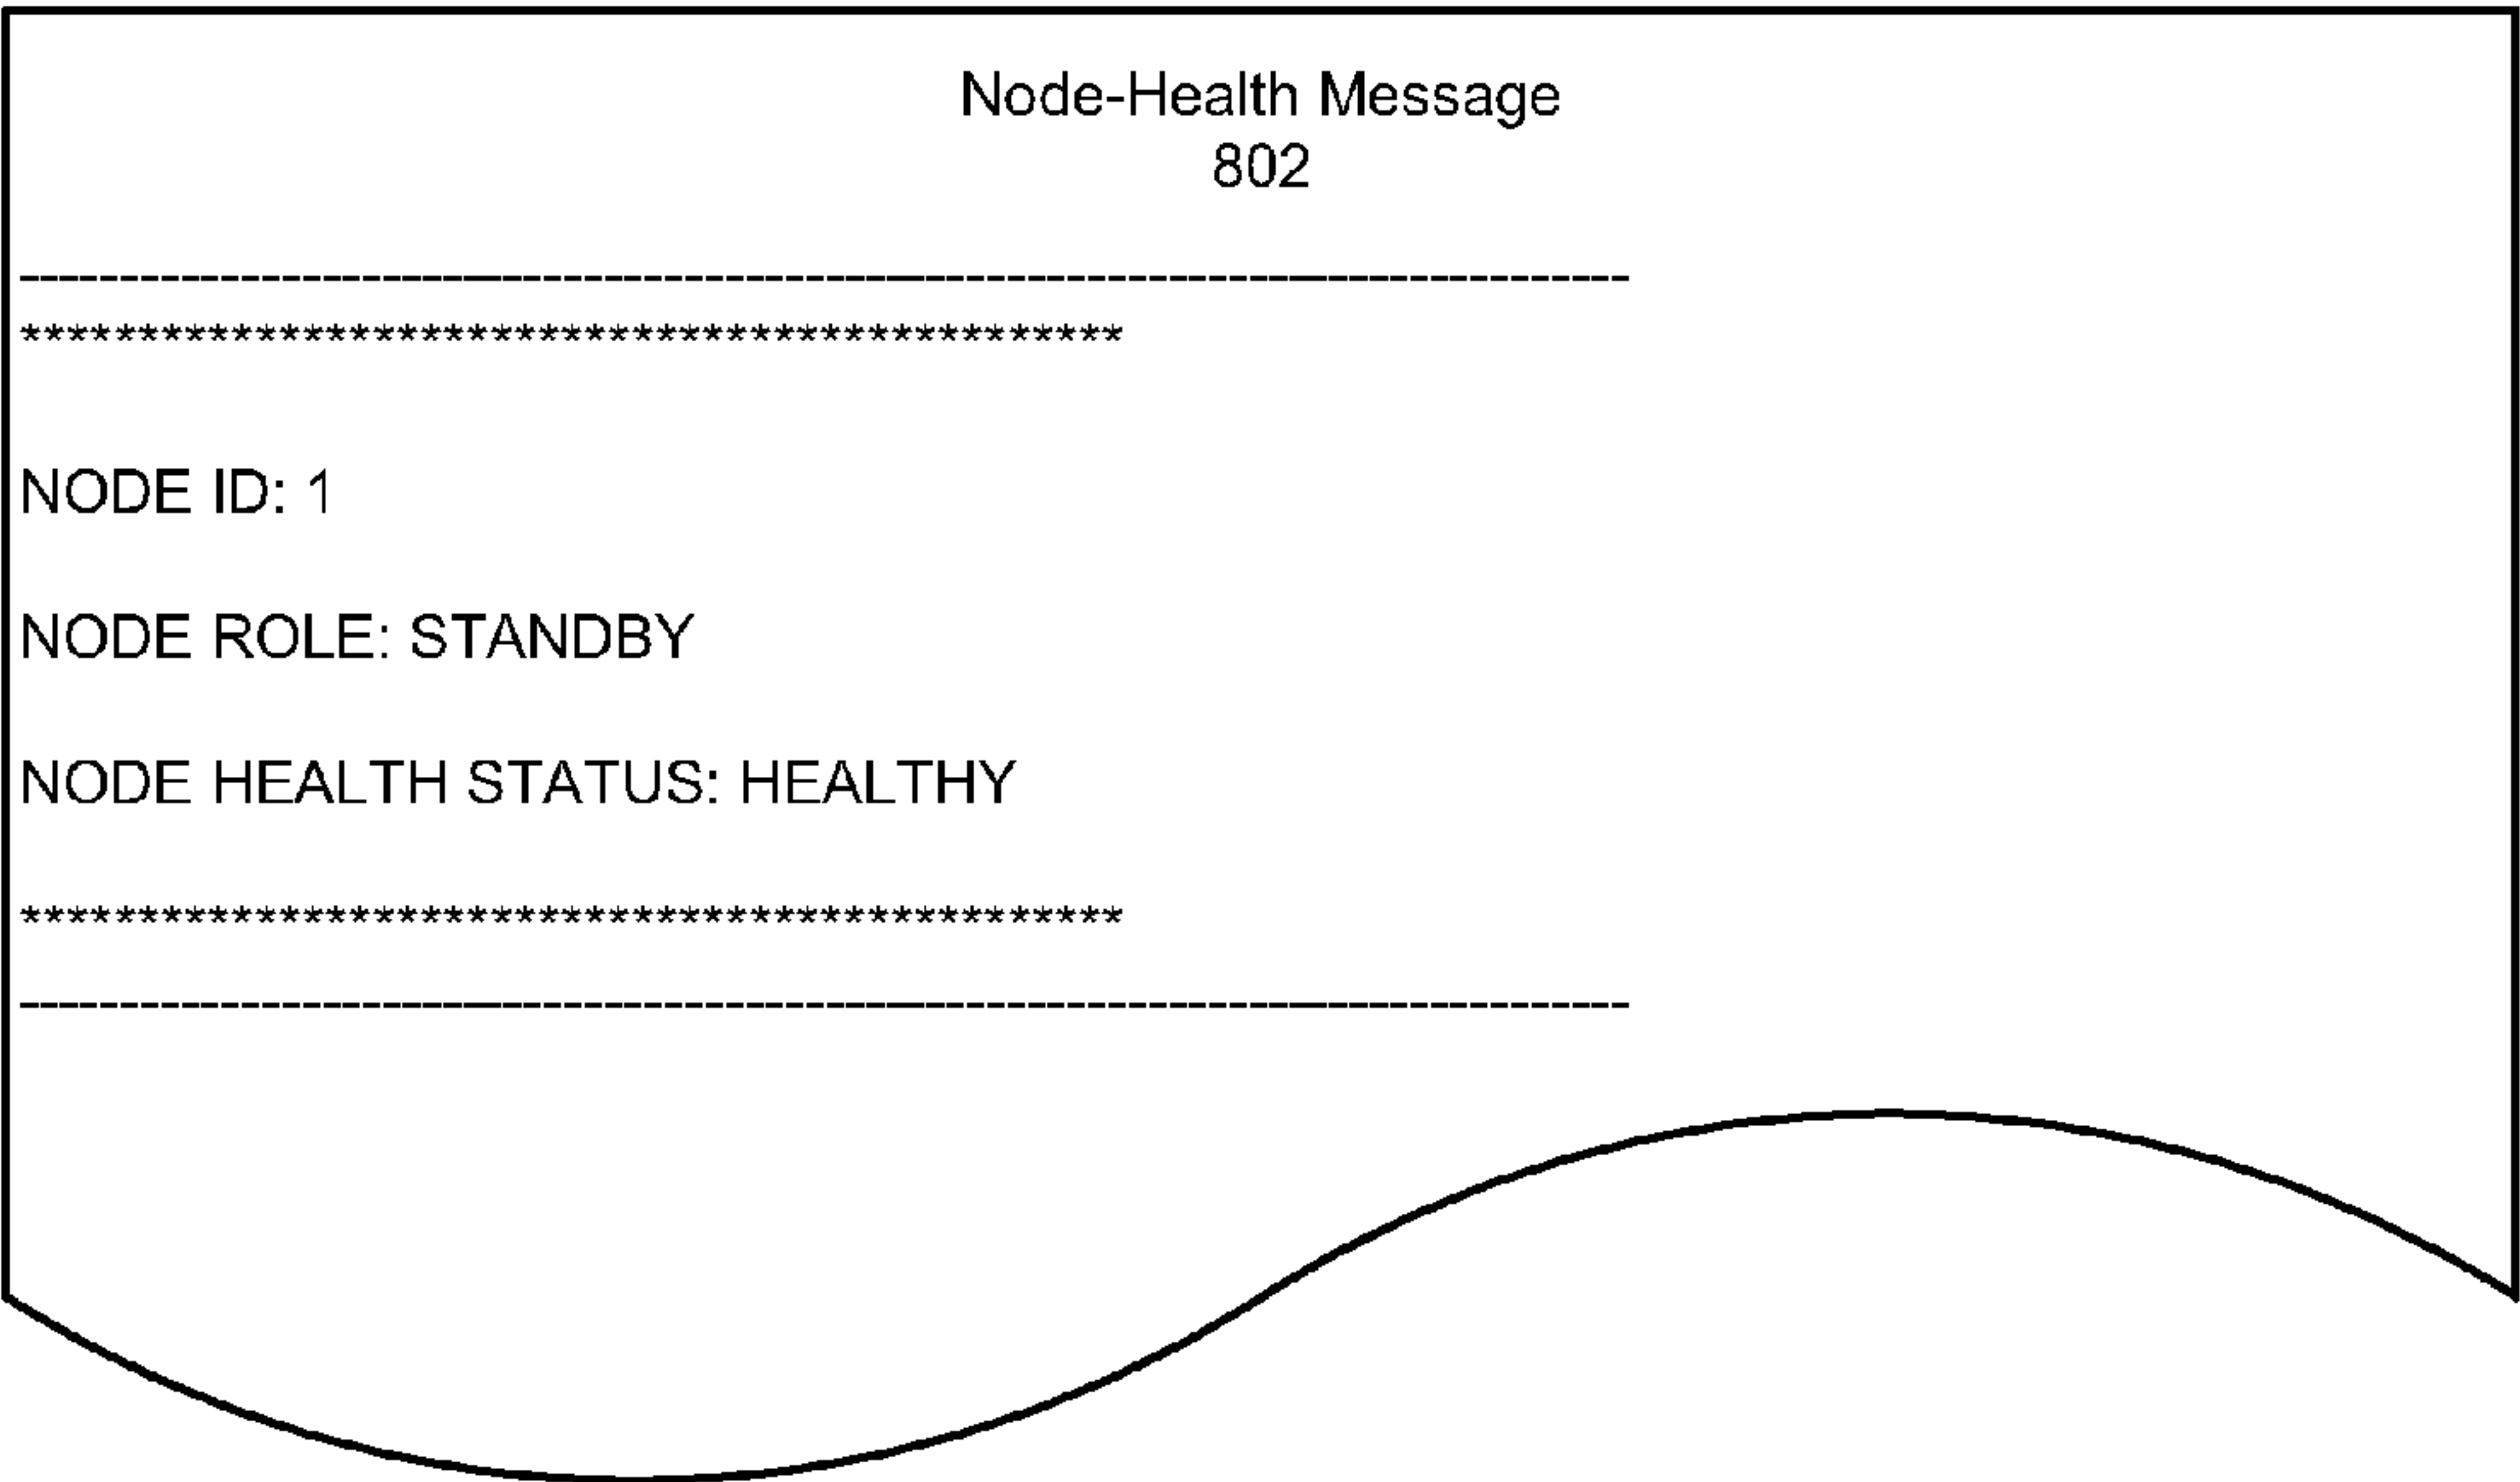 Node-Health Message
802
--------------------------------------------------------------------------------
***********************************************
NODE ID: 1
NODE ROLE: STANDBY
NODE HEALTH STATUS: HEALTHY
***********************************************
--------------------------------------------------------------------------------